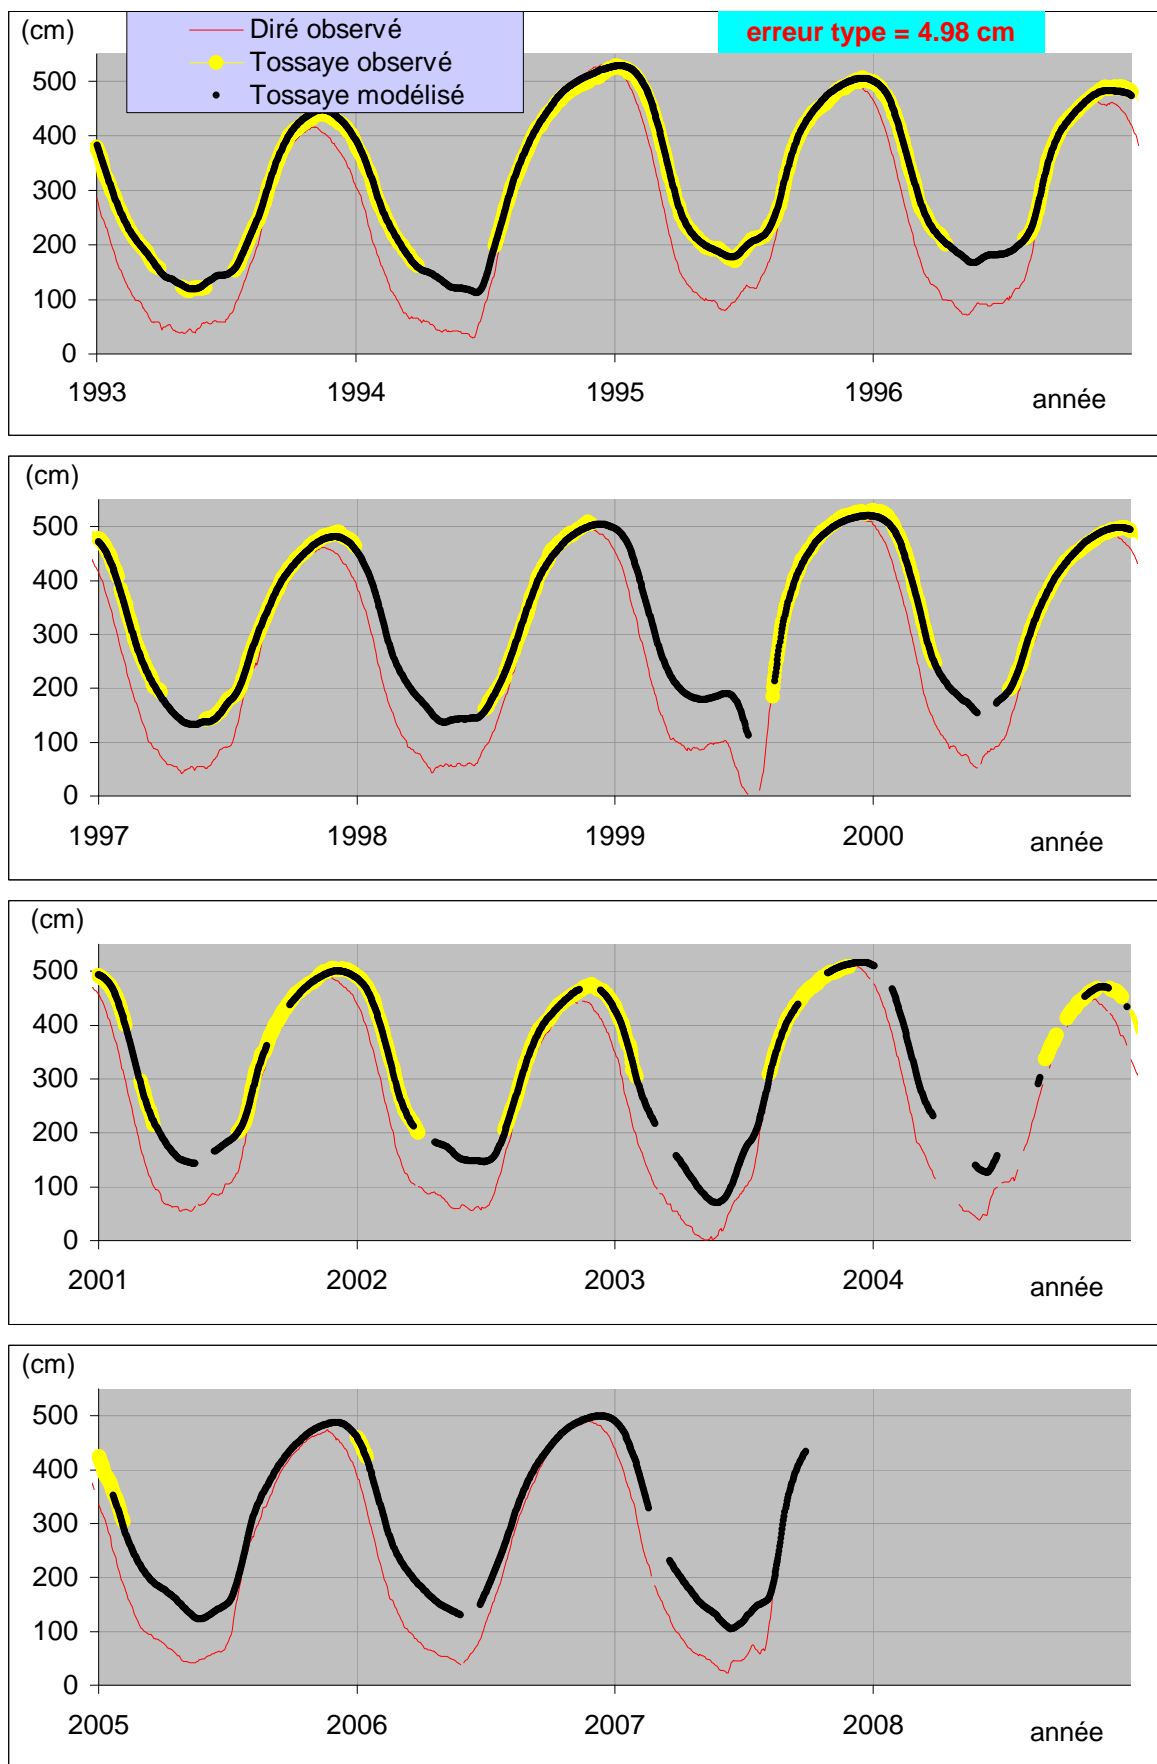 (cm)
Diré observé
Tossaye observé
Tossaye modélisé
erreur type = 4.98 cm
500
400
300
200
100
0
1993 1994 1995 1996 année
(cm)
500
400
300
200
100
0
1997 1998 1999 2000 année
(cm)
500
400
300
200
100
0
2001 2002 2003 2004 année
(cm)
500
400
300
200
100
0
2005 2006 2007 2008 année